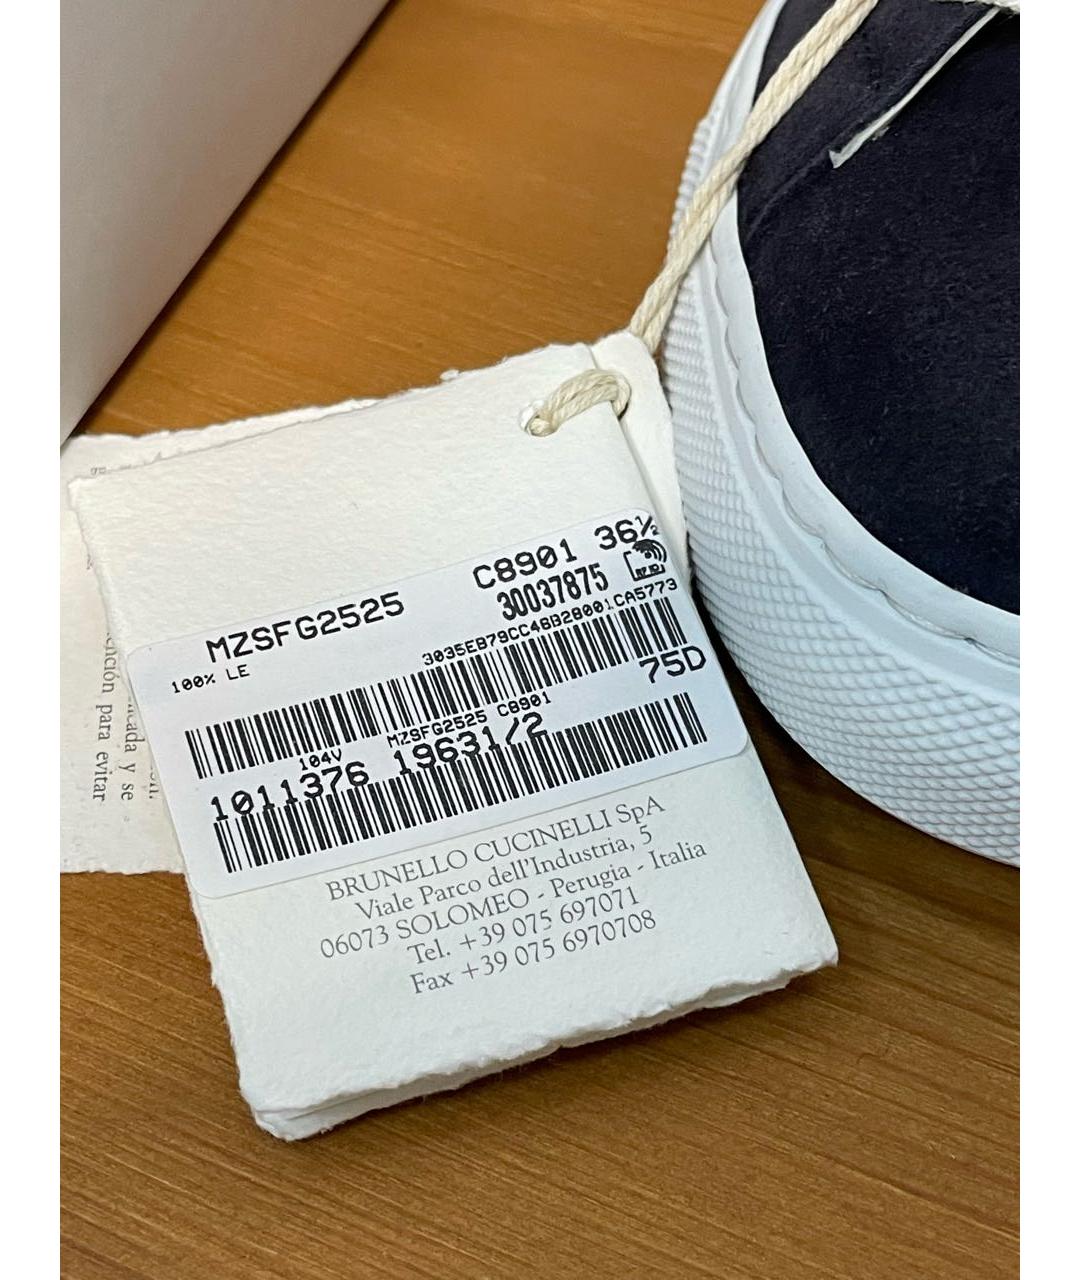 MZSFG2525 C8901 36½
100% LE 30037875
3035EB79CC48B28001CA5773
75D
104V MZSFG2525 C8901
1011376 19631/2
BRUNELLO CUCINELLI SpA
Viale Parco dell'Industria, 5
06073 SOLOMEO - Perugia - Italia
Tel. +39 075 697071
Fax +39 075 6970708
para evitar
y se